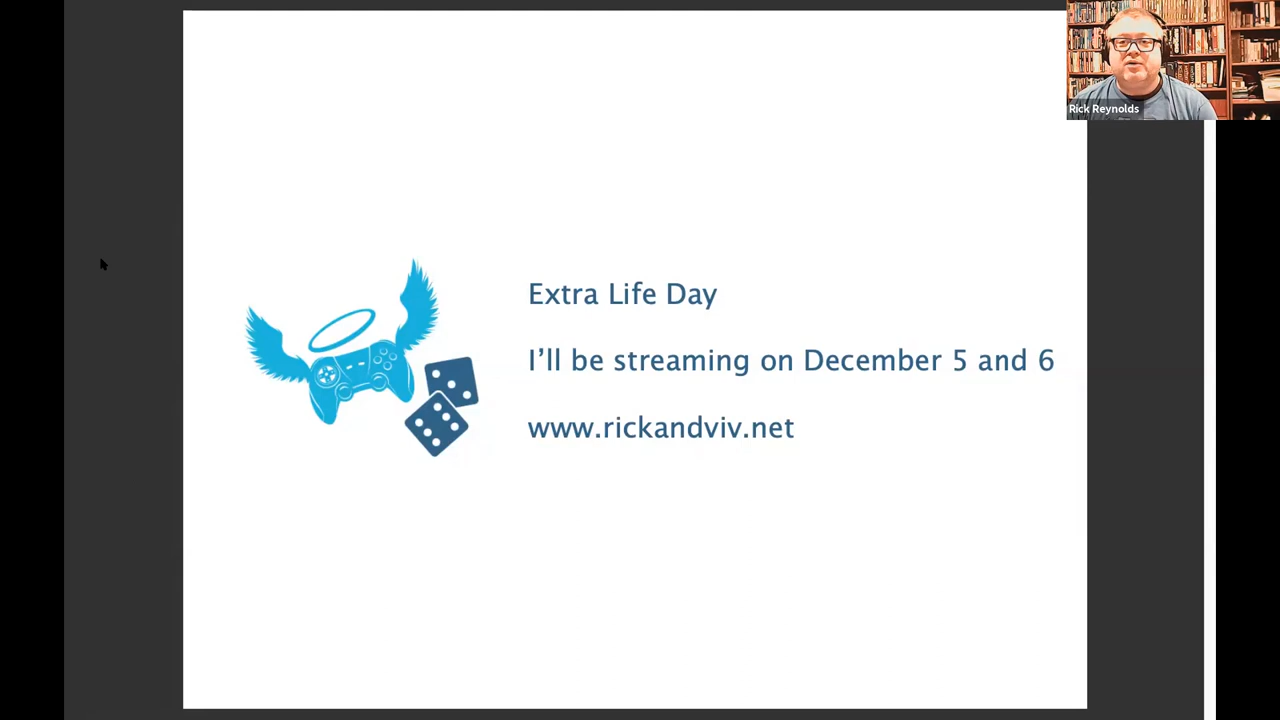 Rick Reynolds
Extra Life Day
I’ll be streaming on December 5 and 6
www.rickandviv.net